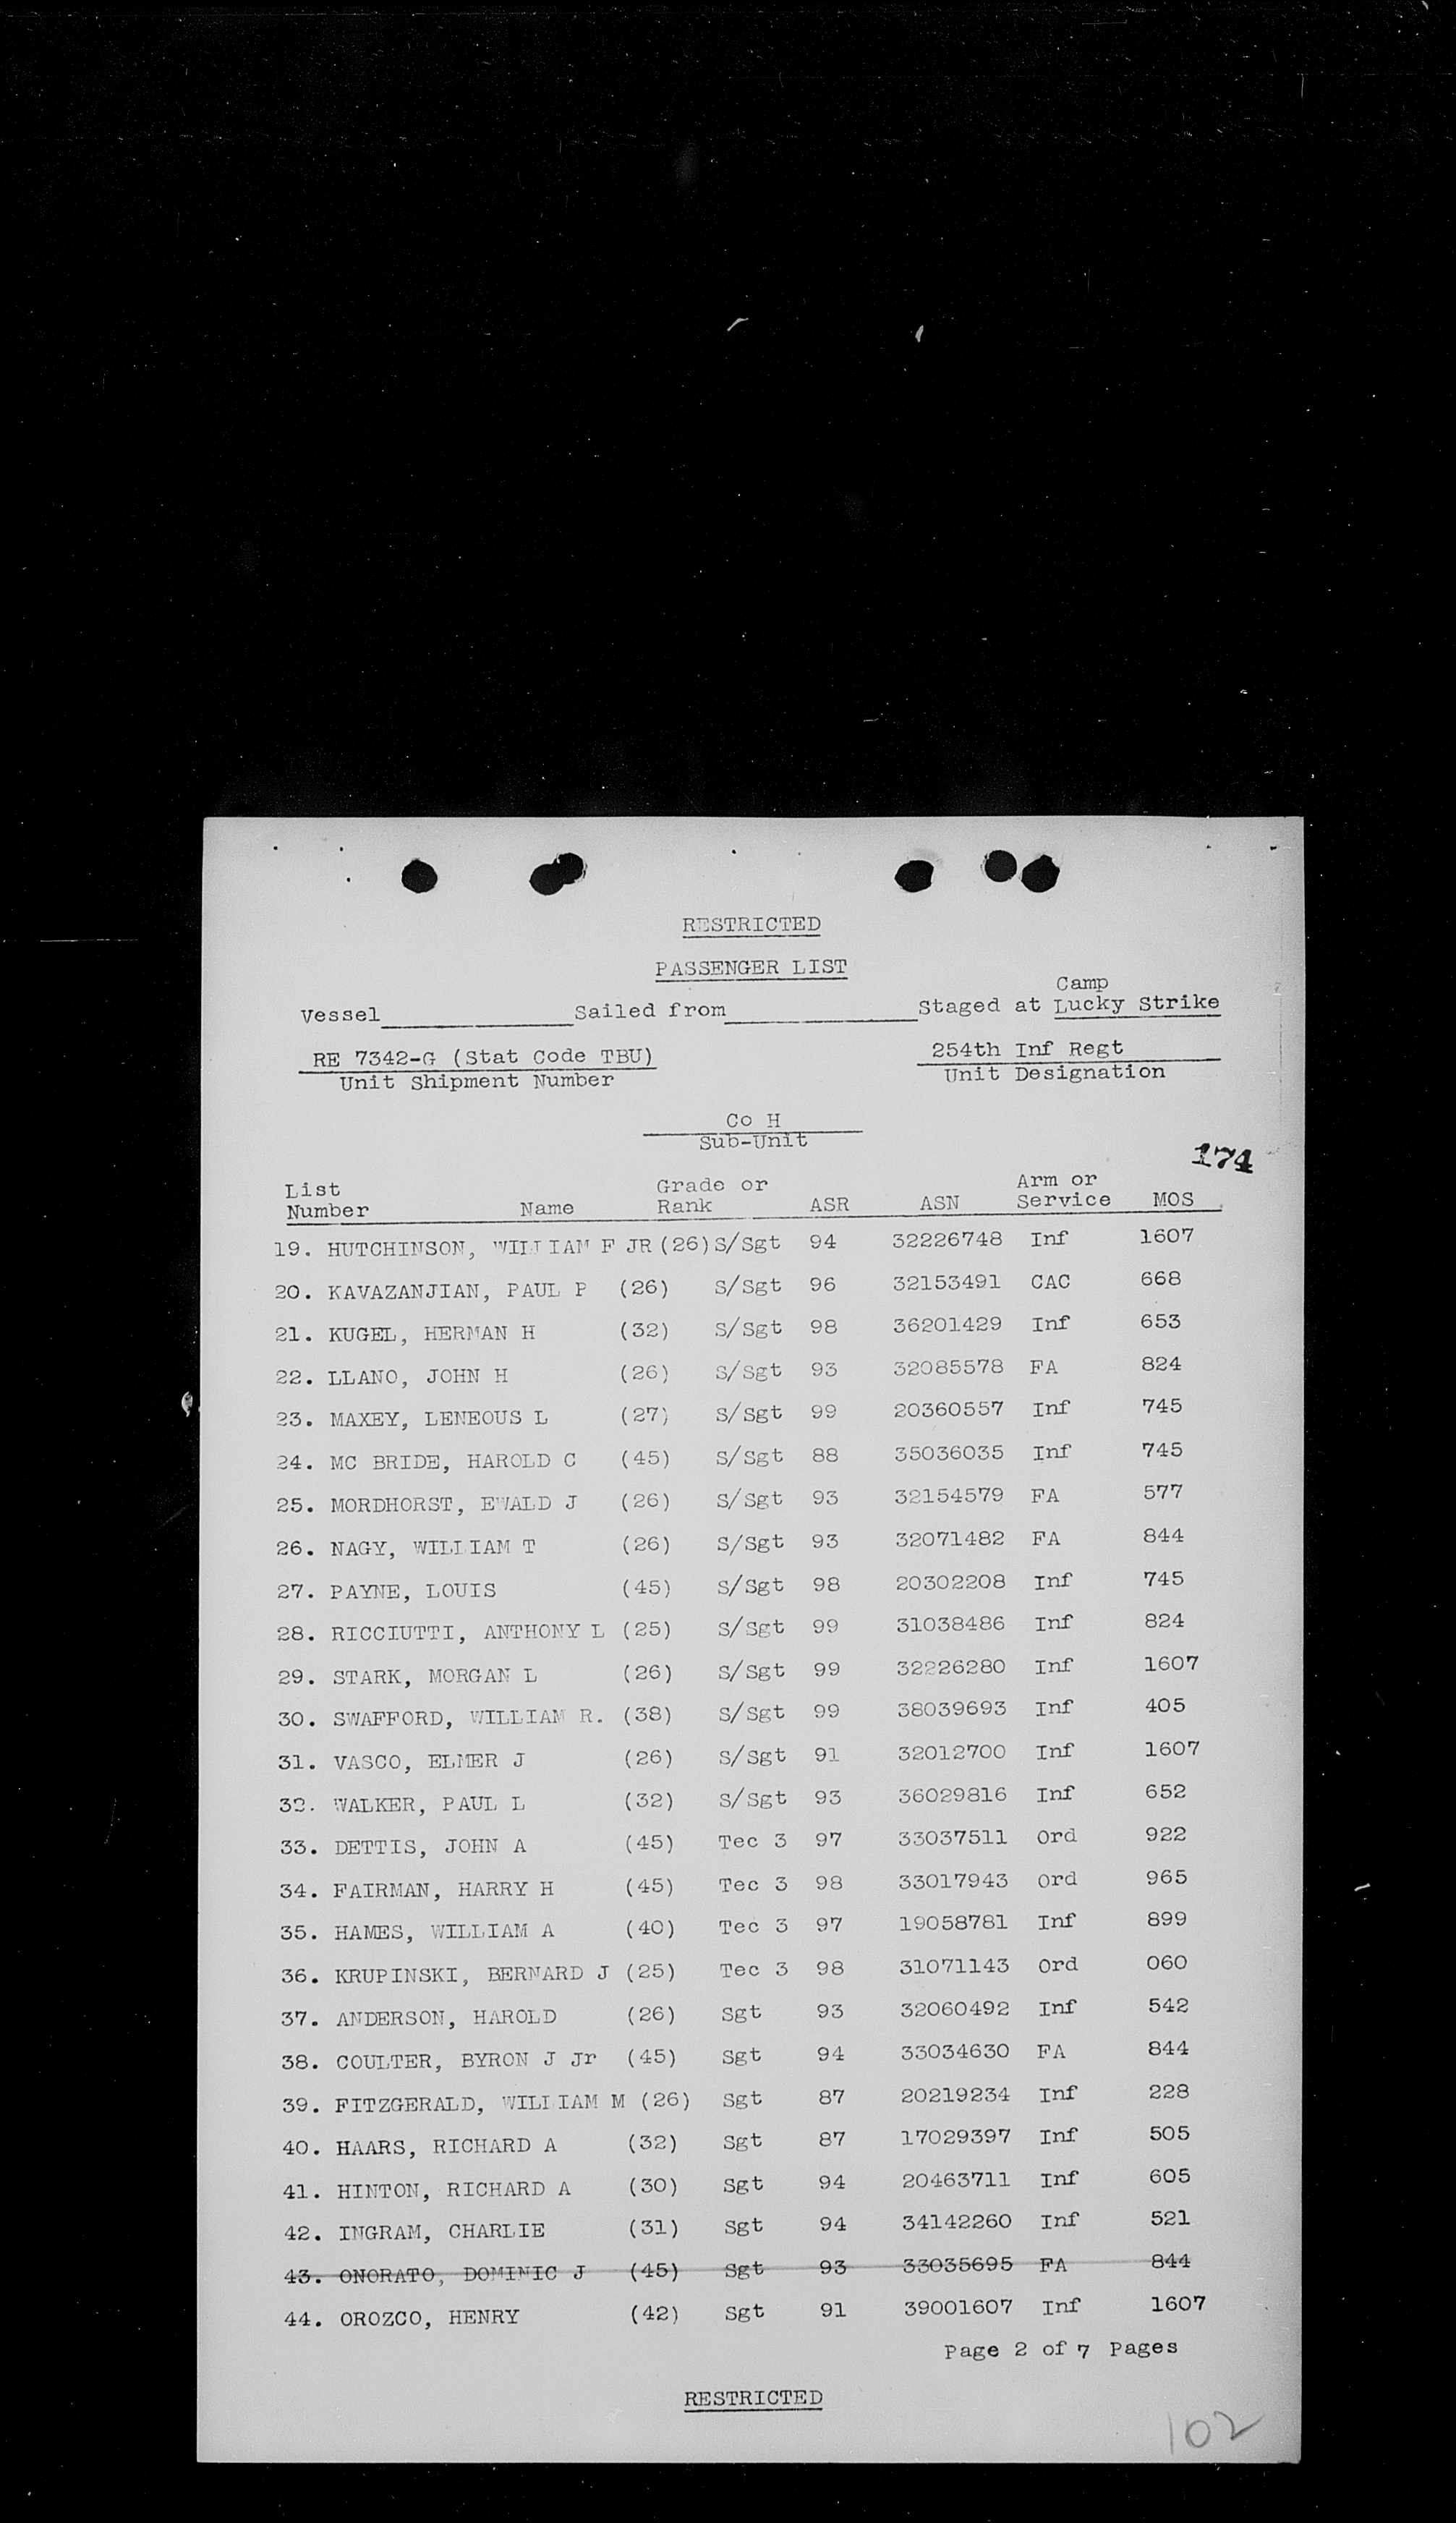 RESTRICTED
PASSENGER LIST
Camp
Vessel Sailed from Staged at Lucky Strike
RE 7342-G (Stat Code TBU) 254th Inf Regt
Unit Shipment Number Unit Designation
Co H
Sub-Unit
174
List Grade or Arm or
Number Name Rank ASR ASN Service MOS
19. HUTCHINSON, WILLIAM F JR (26) S/Sgt 94 32226748 Inf 1607
20. KAVAZANJIAN, PAUL P (26) S/Sgt 96 32153491 CAC 668
21. KUGEL, HERMAN H (32) S/Sgt 98 36201429 Inf 653
22. LLANO, JOHN H (26) S/Sgt 93 32085578 FA 824
23. MAXEY, LENEOUS L (27) S/Sgt 99 20360557 Inf 745
24. MC BRIDE, HAROLD C (45) S/Sgt 88 35036035 Inf 745
25. MORDHORST, EWALD J (26) S/Sgt 93 32154579 FA 577
26. NAGY, WILLIAM T (26) S/Sgt 93 32071482 FA 844
27. PAYNE, LOUIS (45) S/Sgt 98 20302208 Inf 745
28. RICCIUTTI, ANTHONY L (25) S/Sgt 99 31038486 Inf 824
29. STARK, MORGAN L (26) S/Sgt 99 32226280 Inf 1607
30. SWAFFORD, WILLIAM R. (38) S/Sgt 99 38039693 Inf 405
31. VASCO, ELMER J (26) S/Sgt 91 32012700 Inf 1607
32. WALKER, PAUL L (32) S/Sgt 93 36029816 Inf 652
33. DETTIS, JOHN A (45) Tec 3 97 33037511 Ord 922
34. FAIRMAN, HARRY H (45) Tec 3 98 33017943 Ord 965
35. HAMES, WILLIAM A (40) Tec 3 97 19058781 Inf 899
36. KRUPINSKI, BERNARD J (25) Tec 3 98 31071143 Ord 060
37. ANDERSON, HAROLD (26) Sgt 93 32060492 Inf 542
38. COULTER, BYRON J Jr (45) Sgt 94 33034630 FA 844
39. FITZGERALD, WILLIAM M (26) Sgt 87 20219234 Inf 228
40. HAARS, RICHARD A (32) Sgt 87 17029397 Inf 505
41. HINTON, RICHARD A (30) Sgt 94 20463711 Inf 605
42. INGRAM, CHARLIE (31) Sgt 94 34142260 Inf 521
43. ONORATO, DOMINIC J (45) Sgt 93 33035695 FA 844
44. OROZCO, HENRY (42) Sgt 91 39001607 Inf 1607
Page 2 of 7 Pages
RESTRICTED
102